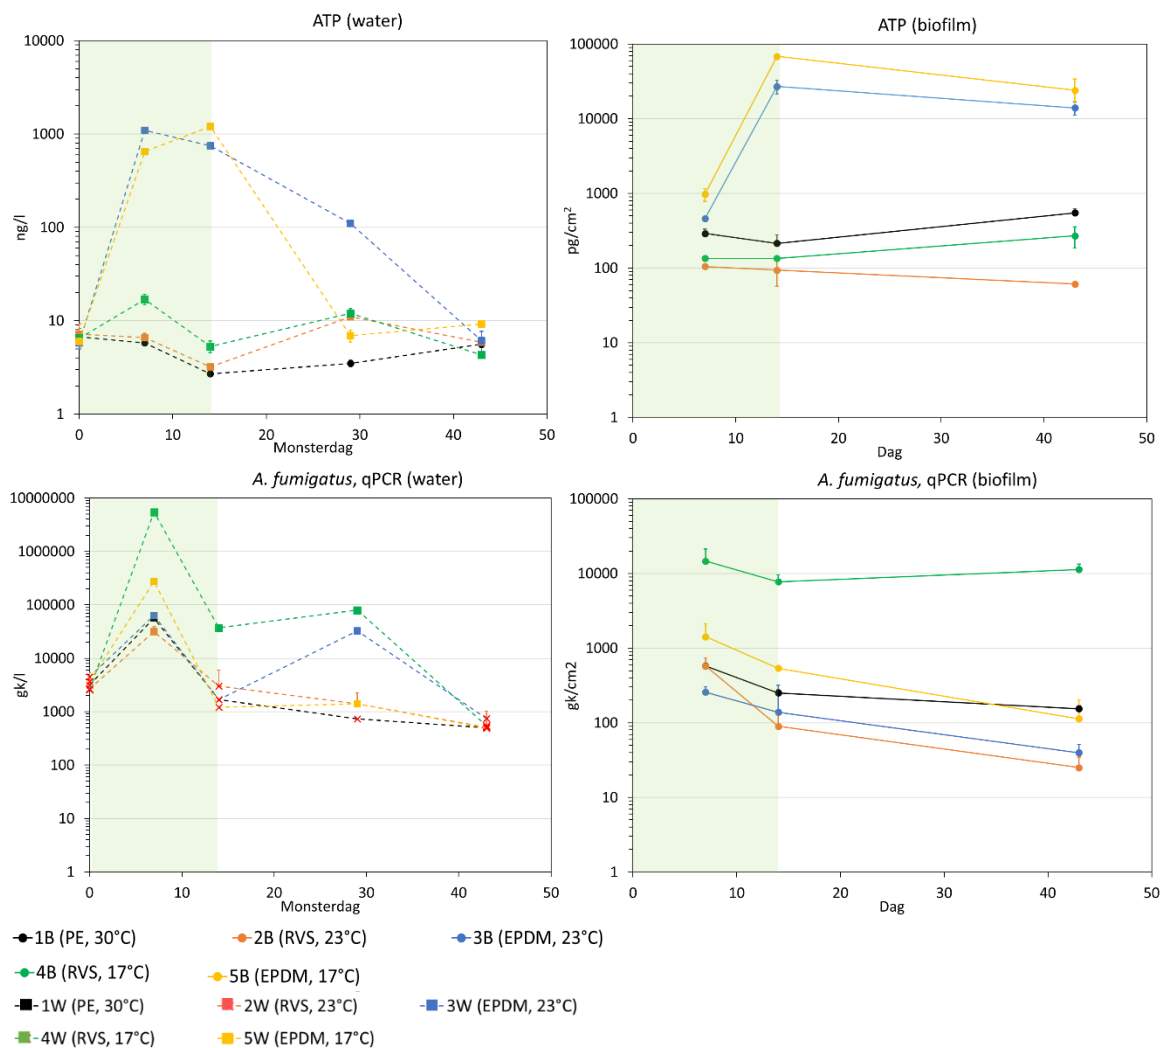 ATP (water)
10000
1000
100
10
1
ng/l
0 10 20 30 40 50
Monsterdag
ATP (biofilm)
100000
10000
1000
100
10
1
pg/cm²
0 10 20 30 40 50
Dag
A. fumigatus, qPCR (water)
10000000
1000000
100000
10000
1000
100
10
1
gk/l
0 10 20 30 40 50
Monsterdag
A. fumigatus, qPCR (biofilm)
100000
10000
1000
100
10
1
gk/cm2
0 10 20 30 40 50
Dag
1B (PE, 30°C) 2B (RVS, 23°C) 3B (EPDM, 23°C)
4B (RVS, 17°C) 5B (EPDM, 17°C)
1W (PE, 30°C) 2W (RVS, 23°C) 3W (EPDM, 23°C)
4W (RVS, 17°C) 5W (EPDM, 17°C)